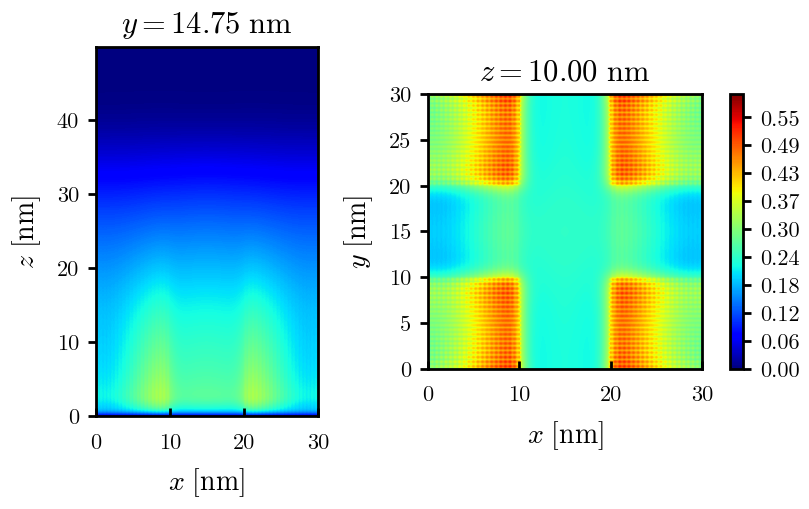 y = 14.75 nm
z [nm]
40
30
20
10
0
0 10 20 30
x [nm]
z = 10.00 nm
y [nm]
30
25
20
15
10
5
0
0 10 20 30
x [nm]
0.55
0.49
0.43
0.37
0.30
0.24
0.18
0.12
0.06
0.00